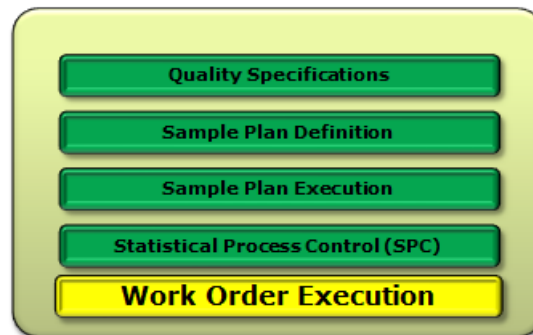 Quality Specifications
Sample Plan Definition
Sample Plan Execution
Statistical Process Control (SPC)
Work Order Execution